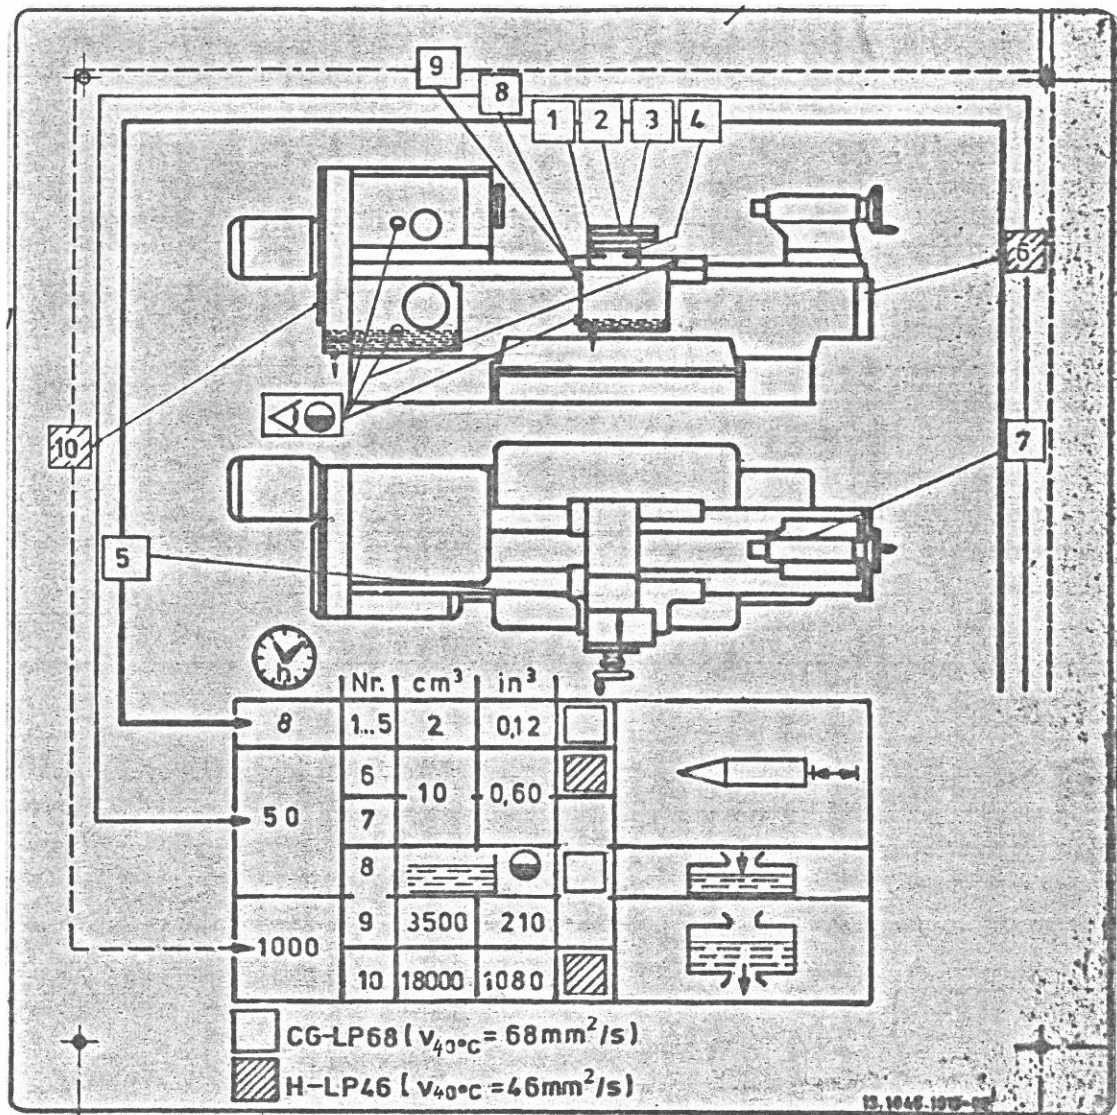 9
8
1 2 3 4
6
10
7
5
h
Nr. cm³ in³
8 1...5 2 0,12
6
10 0,60
50
7
8
9 3500 210
1000
10 18000 1080
CG-LP68 (ν₄₀°C = 68mm²/s)
H-LP46 (ν₄₀°C = 46mm²/s)